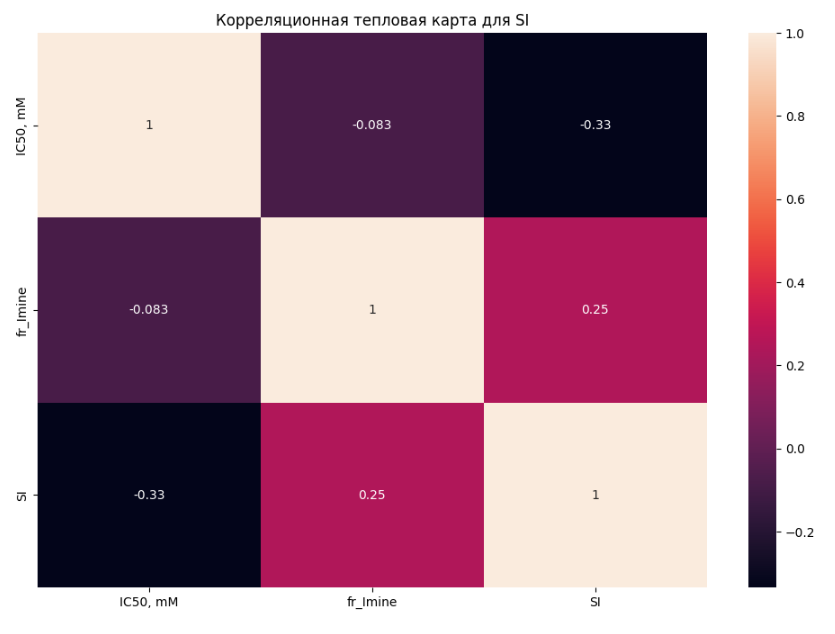 Корреляционная тепловая карта для SI
IC50, mM
1
-0.083
-0.33
fr_Imine
-0.083
1
0.25
SI
-0.33
0.25
1
IC50, mM
fr_Imine
SI
1.0
0.8
0.6
0.4
0.2
0.0
−0.2